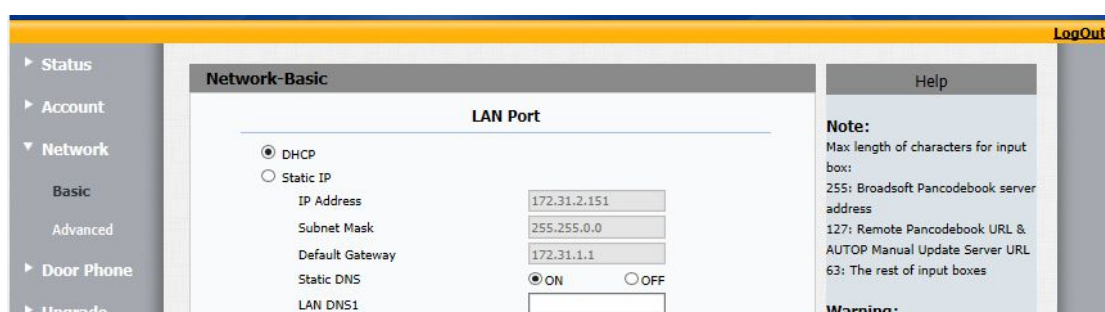 LogOut
Status
Account
Network
Basic
Advanced
Door Phone
Upgrade
Network-Basic
LAN Port
DHCP
Static IP
IP Address 172.31.2.151
Subnet Mask 255.255.0.0
Default Gateway 172.31.1.1
Static DNS ON OFF
LAN DNS1
Help
Note:
Max length of characters for input
box:
255: Broadsoft Pancodebook server
address
127: Remote Pancodebook URL &
AUTOP Manual Update Server URL
63: The rest of input boxes
Warning: